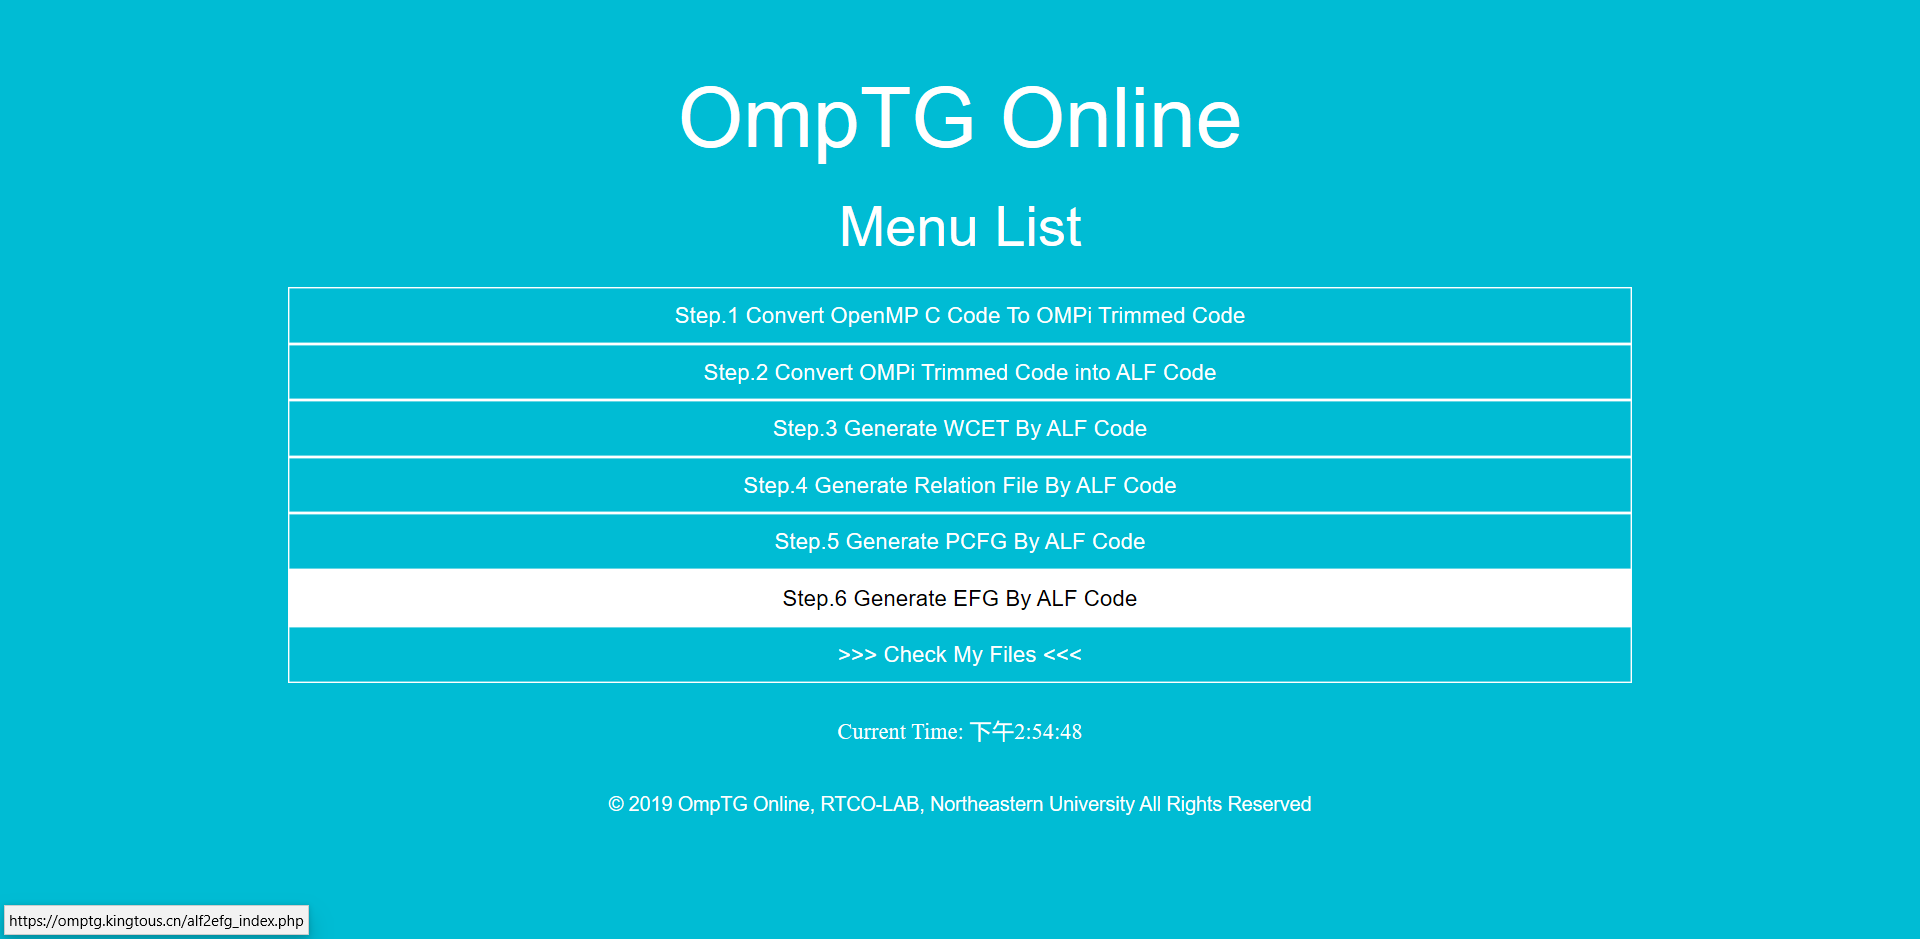 OmpTG Online
Menu List
Step.1 Convert OpenMP C Code To OMPi Trimmed Code
Step.2 Convert OMPi Trimmed Code into ALF Code
Step.3 Generate WCET By ALF Code
Step.4 Generate Relation File By ALF Code
Step.5 Generate PCFG By ALF Code
Step.6 Generate EFG By ALF Code
>>> Check My Files <<<
Current Time: 下午2:54:48
© 2019 OmpTG Online, RTCO-LAB, Northeastern University All Rights Reserved
https://omptg.kingtous.cn/alf2efg_index.php